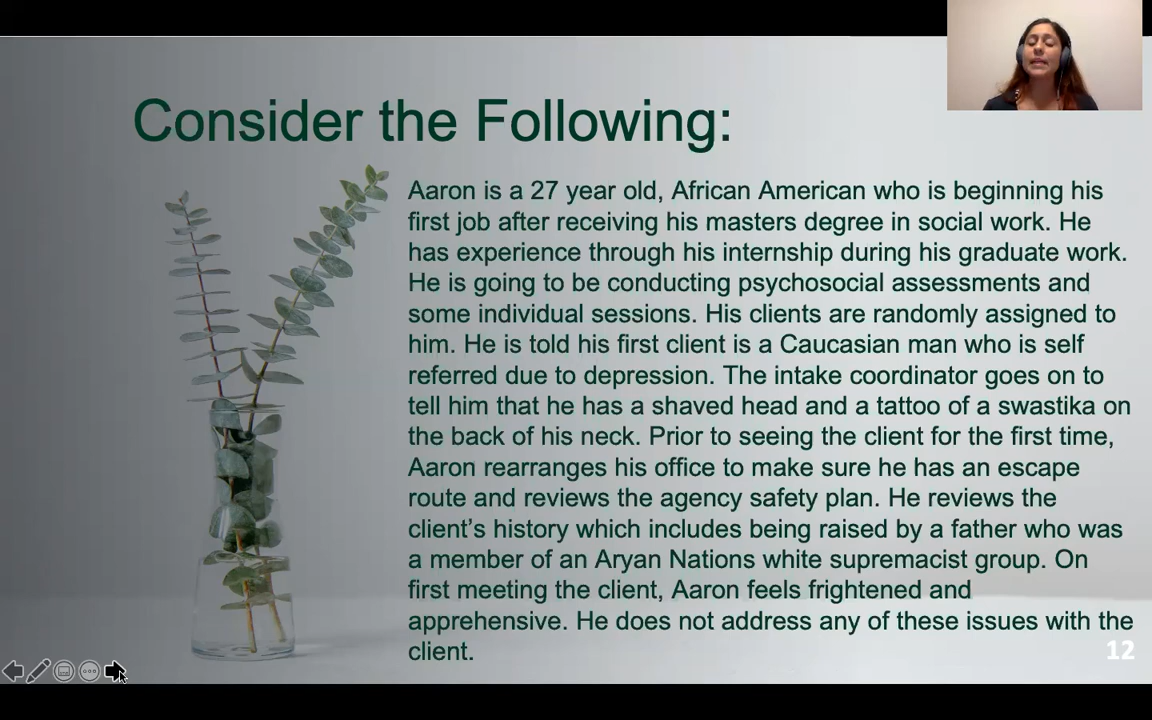 Consider the Following:
Aaron is a 27 year old, African American who is beginning his
first job after receiving his masters degree in social work. He
has experience through his internship during his graduate work.
He is going to be conducting psychosocial assessments and
some individual sessions. His clients are randomly assigned to
him. He is told his first client is a Caucasian man who is self
referred due to depression. The intake coordinator goes on to
tell him that he has a shaved head and a tattoo of a swastika on
the back of his neck. Prior to seeing the client for the first time,
Aaron rearranges his office to make sure he has an escape
route and reviews the agency safety plan. He reviews the
client’s history which includes being raised by a father who was
a member of an Aryan Nations white supremacist group. On
first meeting the client, Aaron feels frightened and
apprehensive. He does not address any of these issues with the
client.
12